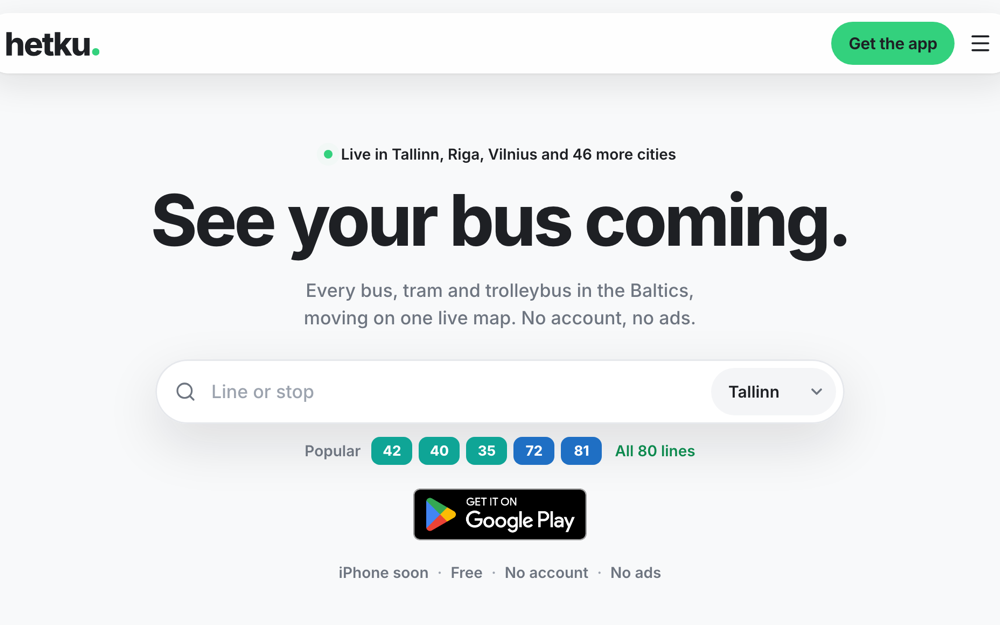 hetku.
Get the app
Live in Tallinn, Riga, Vilnius and 46 more cities
See your bus coming.
Every bus, tram and trolleybus in the Baltics,
moving on one live map. No account, no ads.
Line or stop
Tallinn
Popular 42 40 35 72 81 All 80 lines
GET IT ON
Google Play
iPhone soon · Free · No account · No ads